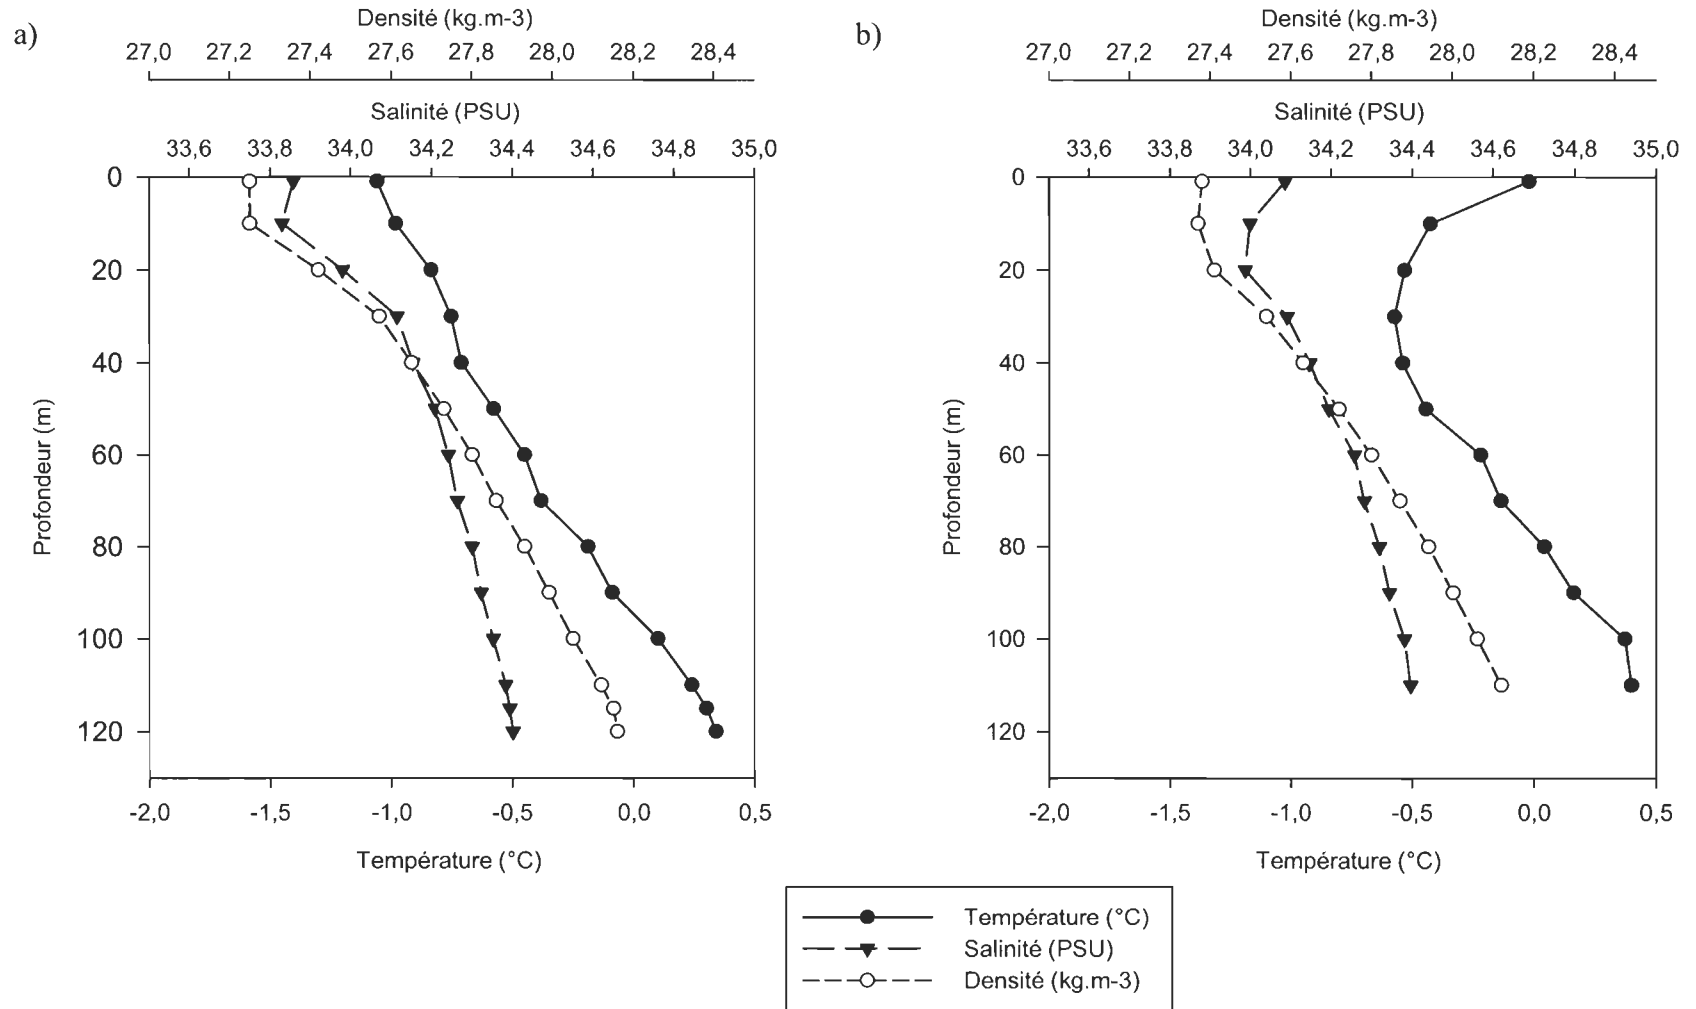 a)
Densité (kg.m-3)
27,0 27,2 27,4 27,6 27,8 28,0 28,2 28,4
Salinité (PSU)
33,6 33,8 34,0 34,2 34,4 34,6 34,8 35,0
0
20
40
60
80
100
120
Profondeur (m)
-2,0 -1,5 -1,0 -0,5 0,0 0,5
Température (°C)
b)
Densité (kg.m-3)
27,0 27,2 27,4 27,6 27,8 28,0 28,2 28,4
Salinité (PSU)
33,6 33,8 34,0 34,2 34,4 34,6 34,8 35,0
0
20
40
60
80
100
120
Profondeur (m)
-2,0 -1,5 -1,0 -0,5 0,0 0,5
Température (°C)
Température (°C)
Salinité (PSU)
Densité (kg.m-3)